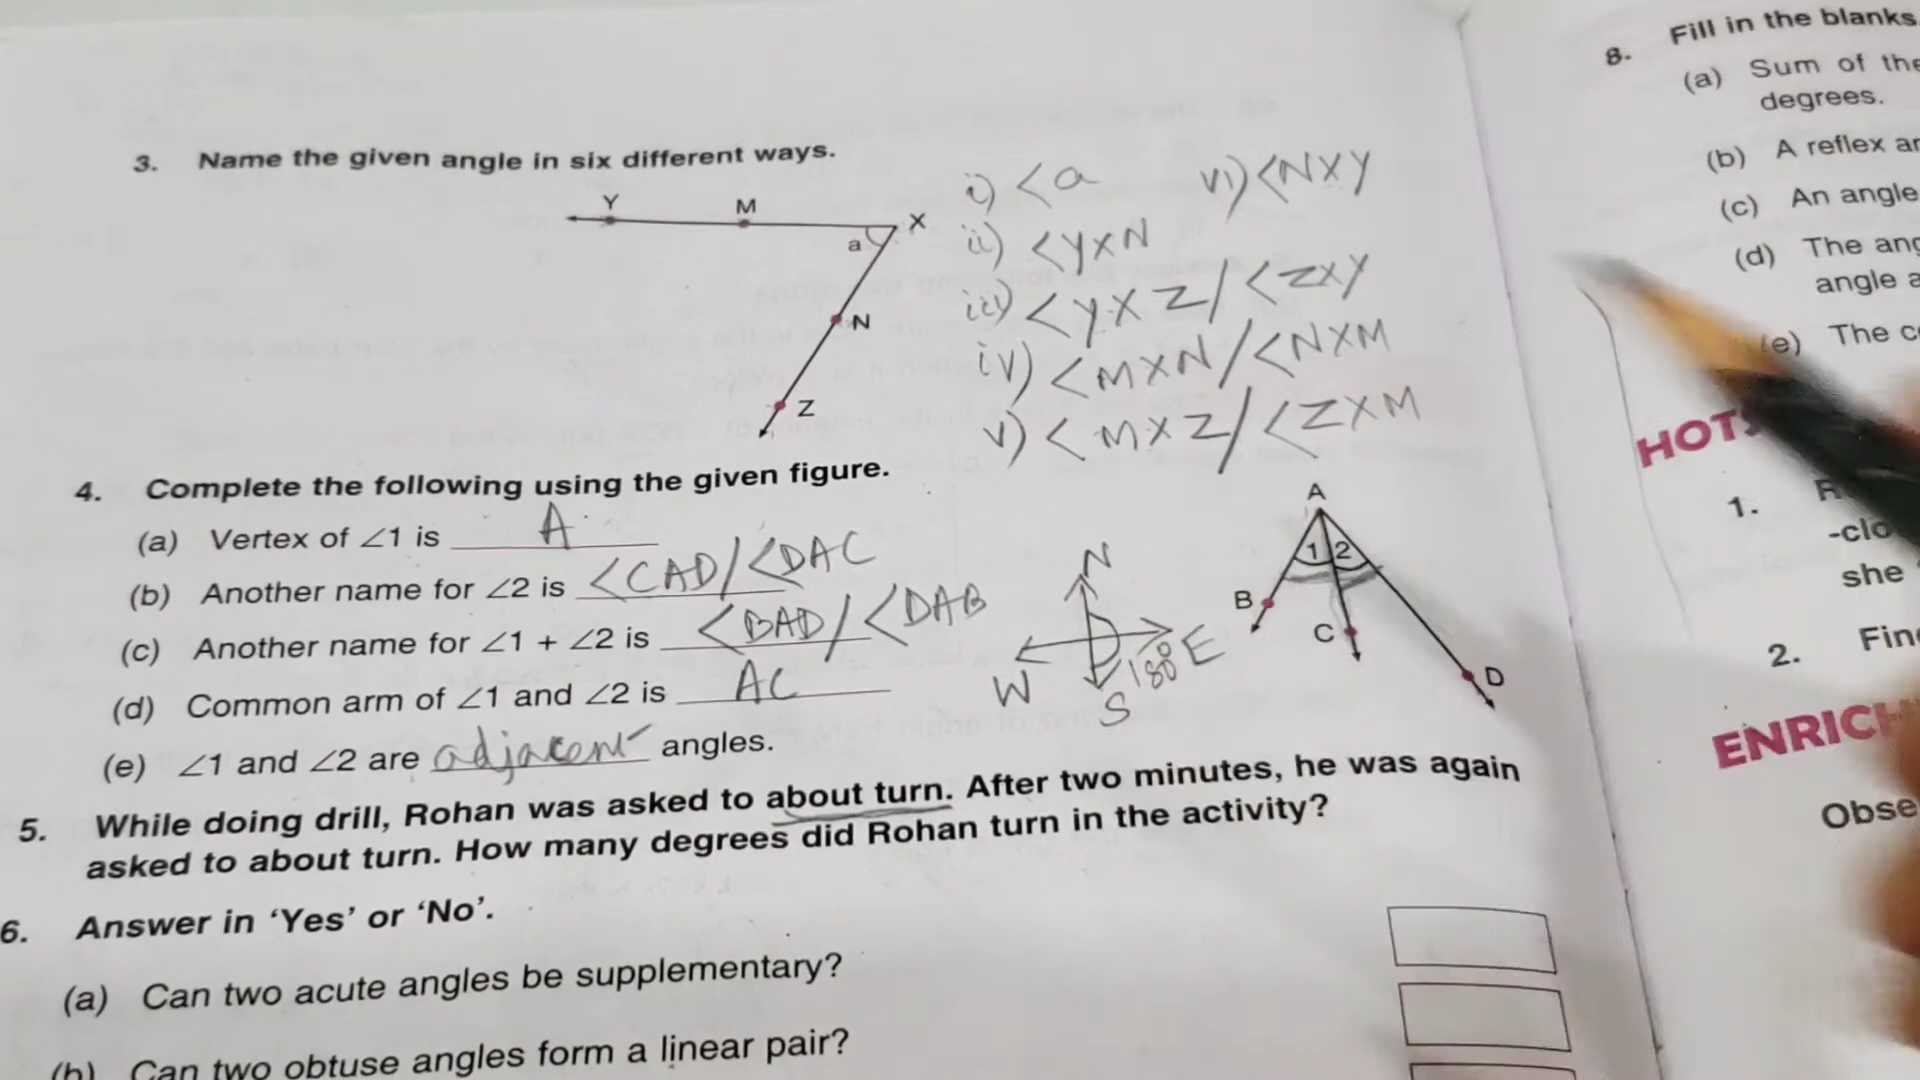 3. Name the given angle in six different ways.
Y M X
a
N
Z
i) <a vi) <NXY
ii) <YXN
iii) <YXZ/<ZXY
iv) <MXN/<NXM
v) <MXZ/<ZXM
4. Complete the following using the given figure.
(a) Vertex of ∠1 is A
(b) Another name for ∠2 is <CAD/<DAC
(c) Another name for ∠1 + ∠2 is <BAD/<DAB
(d) Common arm of ∠1 and ∠2 is AC
(e) ∠1 and ∠2 are adjacent angles.
N
W E
S
180°
A
1 2
B
C
D
5. While doing drill, Rohan was asked to about turn. After two minutes, he was again
asked to about turn. How many degrees did Rohan turn in the activity?
6. Answer in ‘Yes’ or ‘No’.
(a) Can two acute angles be supplementary?
(b) Can two obtuse angles form a linear pair?
8. Fill in the blanks
(a) Sum of the
degrees.
(b) A reflex
(c) An angle
(d) The
angle
(e) The
HOTS
1.
she
2.